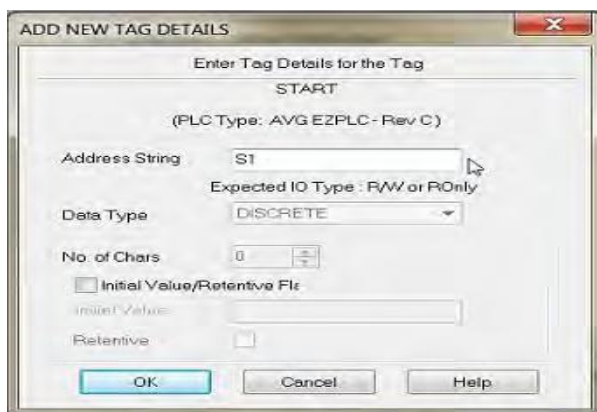 ADD NEW TAG DETAILS
Enter Tag Details for the Tag
START
(PLC Type: AVG EZPLC - Rev C)
Address String S1
Expected IO Type : R/W or ROnly
Data Type DISCRETE
No. of Chars 0
Initial Value/Retentive Fla
Initial Value
Retentive
OK Cancel Help